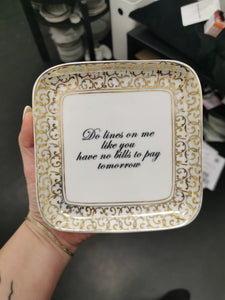 Do lines on me
like you
have no bills to pay
tomorrow